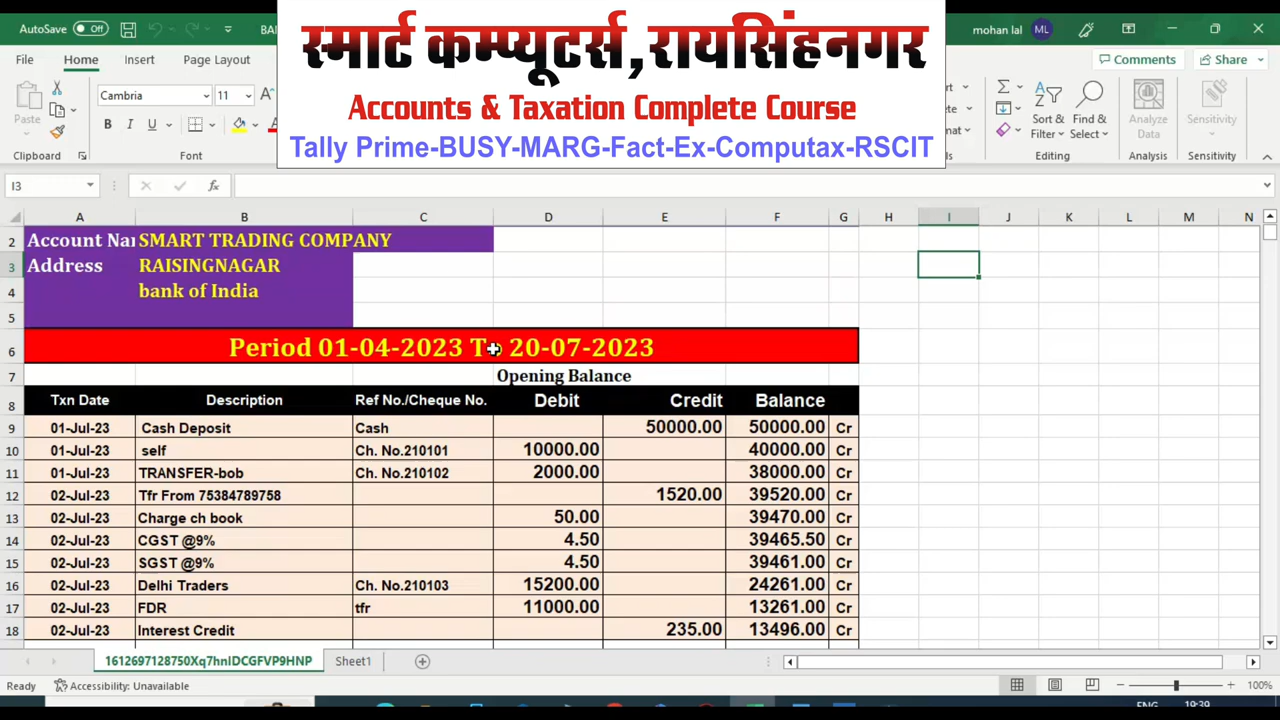 AutoSave Off
BAI
स्मार्ट कम्प्यूटर्स,रायसिंहनगर
mohan lal ML
Accounts & Taxation Complete Course
Tally Prime-BUSY-MARG-Fact-Ex-Computax-RSCIT
File Home Insert Page Layout
Comments Share
Paste
Cambria 11
B I U
Sort & Filter
Find & Select
Analyze Data
Sensitivity
Clipboard Font Editing Analysis Sensitivity
I3 fx
A B C D E F G H I J K L M N
2 Account Nar SMART TRADING COMPANY
3 Address RAISINGNAGAR
4 bank of India
5
6 Period 01-04-2023 To 20-07-2023
7 Opening Balance
8 Txn Date Description Ref No./Cheque No. Debit Credit Balance
9 01-Jul-23 Cash Deposit Cash 50000.00 50000.00 Cr
10 01-Jul-23 self Ch. No.210101 10000.00 40000.00 Cr
11 01-Jul-23 TRANSFER-bob Ch. No.210102 2000.00 38000.00 Cr
12 02-Jul-23 Tfr From 75384789758 1520.00 39520.00 Cr
13 02-Jul-23 Charge ch book 50.00 39470.00 Cr
14 02-Jul-23 CGST @9% 4.50 39465.50 Cr
15 02-Jul-23 SGST @9% 4.50 39461.00 Cr
16 02-Jul-23 Delhi Traders Ch. No.210103 15200.00 24261.00 Cr
17 02-Jul-23 FDR tfr 11000.00 13261.00 Cr
18 02-Jul-23 Interest Credit 235.00 13496.00 Cr
1612697128750Xq7hnIDCGFVP9HNP Sheet1
Ready Accessibility: Unavailable 100%
ENG 19:39